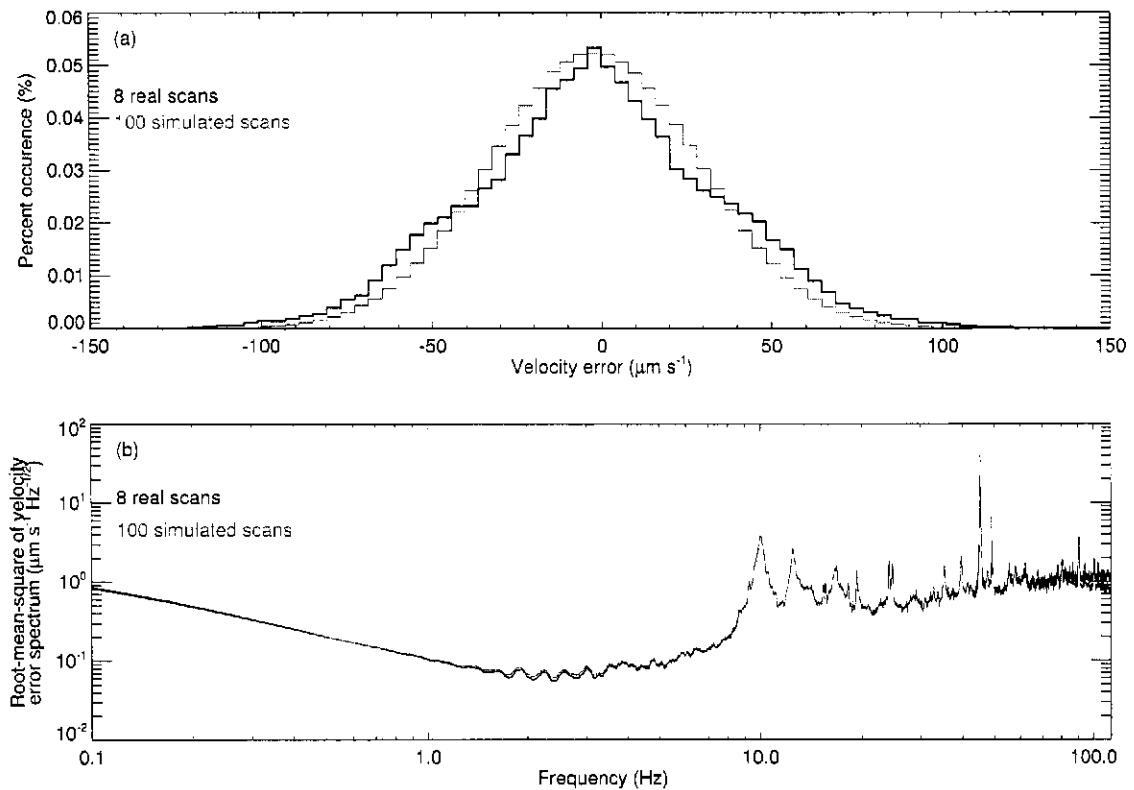 0.06
(a)
0.05
8 real scans
100 simulated scans
0.04
0.03
0.02
0.01
0.00
Percent occurence (%)
-150
-100
-50
0
50
100
150
Velocity error (µm s⁻¹)
10²
(b)
8 real scans
10¹
100 simulated scans
10⁰
10⁻¹
10⁻²
Root-mean-square of velocity
error spectrum (µm s⁻¹ Hz⁻¹/²)
0.1
1.0
10.0
100.0
Frequency (Hz)